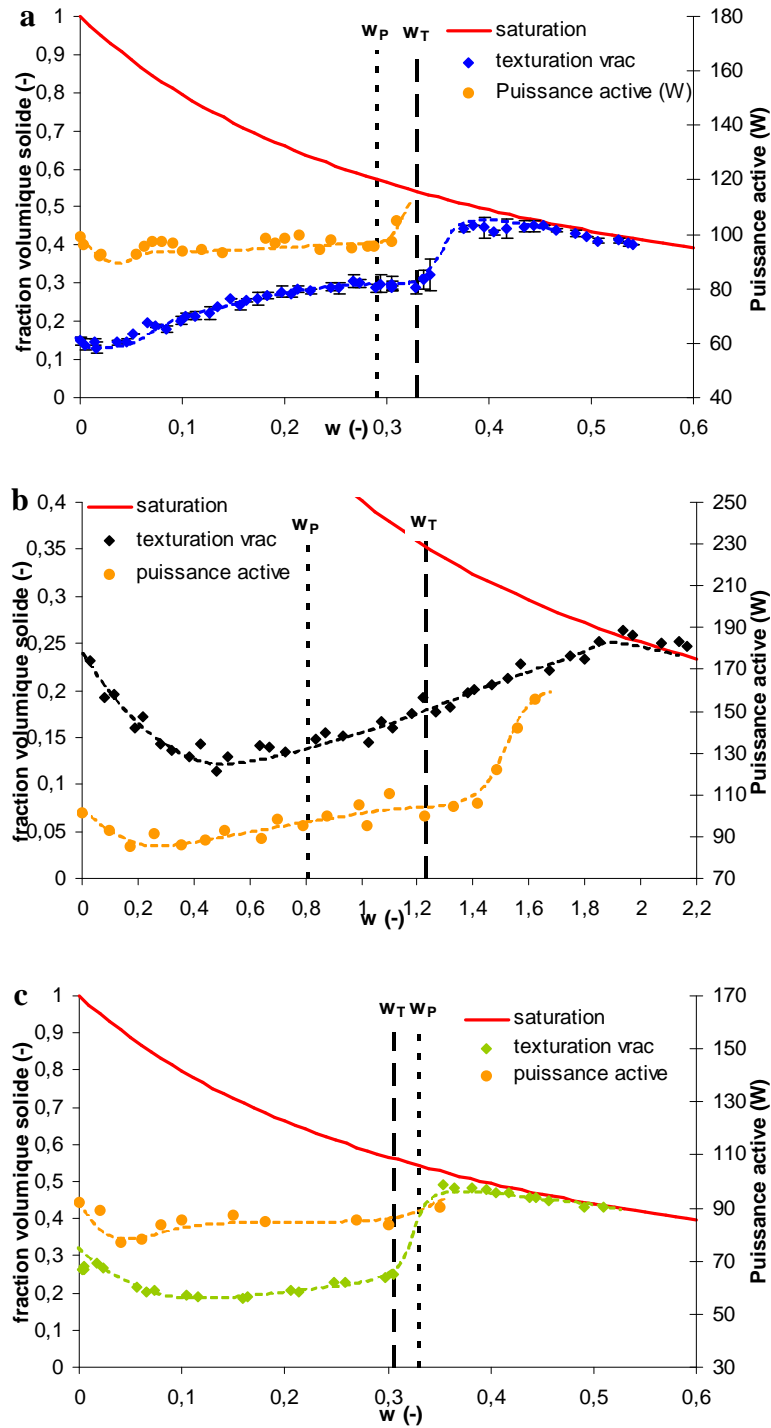 a
fraction volumique solide (-)
1
0,9
0,8
0,7
0,6
0,5
0,4
0,3
0,2
0,1
0
wP
wT
saturation
texturation vrac
Puissance active (W)
180
160
140
120
100
80
60
40
Puissance active (W)
0 0,1 0,2 0,3 0,4 0,5 0,6
w (-)
b
fraction volumique solide (-)
0,4
0,35
0,3
0,25
0,2
0,15
0,1
0,05
0
saturation
texturation vrac
puissance active
wP
wT
250
230
210
190
170
150
130
110
90
70
Puissance active (W)
0 0,2 0,4 0,6 0,8 1 1,2 1,4 1,6 1,8 2 2,2
w (-)
c
fraction volumique solide (-)
1
0,9
0,8
0,7
0,6
0,5
0,4
0,3
0,2
0,1
0
wT
wP
saturation
texturation vrac
puissance active
170
150
130
110
90
70
50
30
Puissance active (W)
0 0,1 0,2 0,3 0,4 0,5 0,6
w (-)